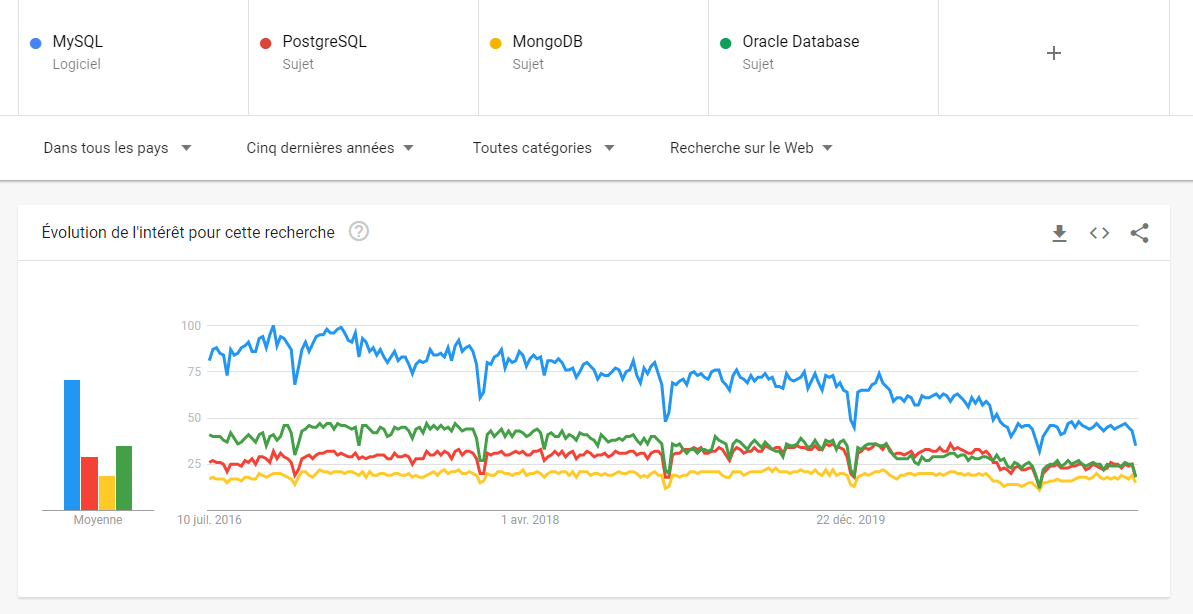 MySQL
Logiciel
PostgreSQL
Sujet
MongoDB
Sujet
Oracle Database
Sujet
+
Dans tous les pays
Cinq dernières années
Toutes catégories
Recherche sur le Web
Évolution de l'intérêt pour cette recherche
?
100
75
50
25
Moyenne
10 juil. 2016
1 avr. 2018
22 déc. 2019